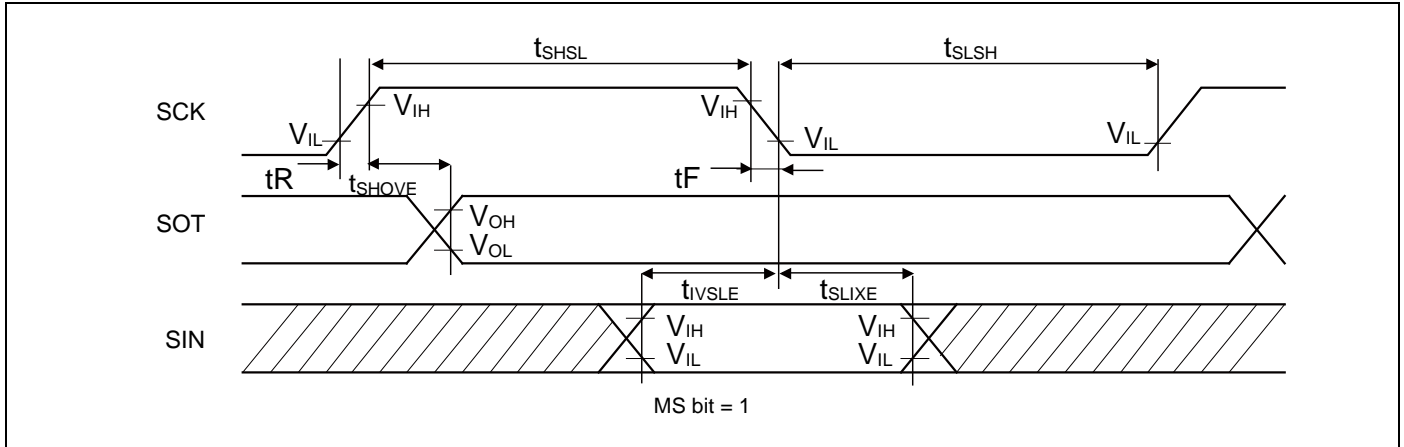 tSHSL tSLSH
SCK VIH VIH
VIL VIL VIL
tR tSHOVE tF
SOT VOH
VOL
tIVSLE tSLIXE
SIN VIH VIH
VIL VIL
MS bit = 1